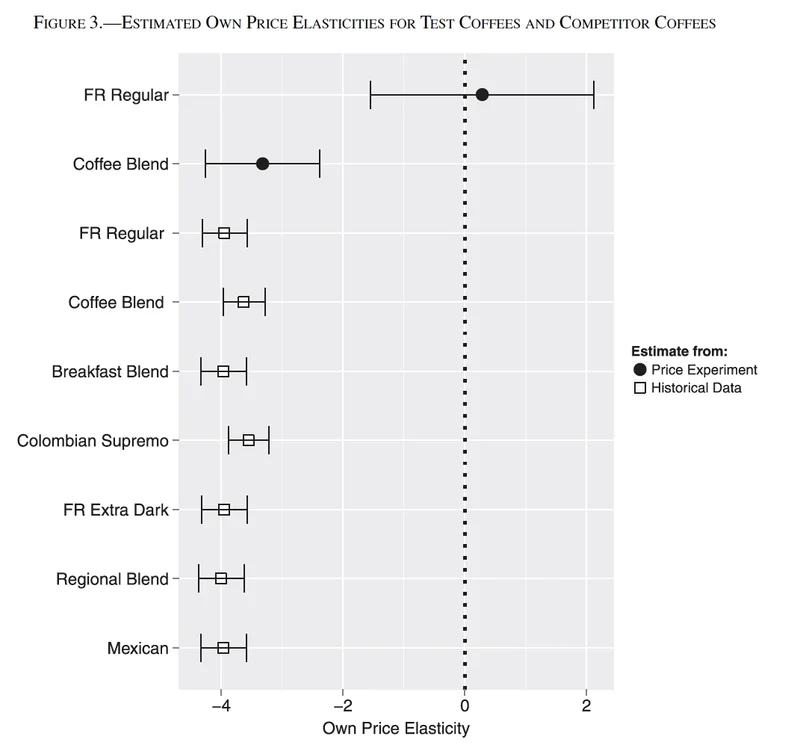 FIGURE 3.—ESTIMATED OWN PRICE ELASTICITIES FOR TEST COFFEES AND COMPETITOR COFFEES
FR Regular
Coffee Blend
FR Regular
Coffee Blend
Breakfast Blend
Colombian Supremo
FR Extra Dark
Regional Blend
Mexican
Estimate from:
Price Experiment
Historical Data
−4 −2 0 2
Own Price Elasticity